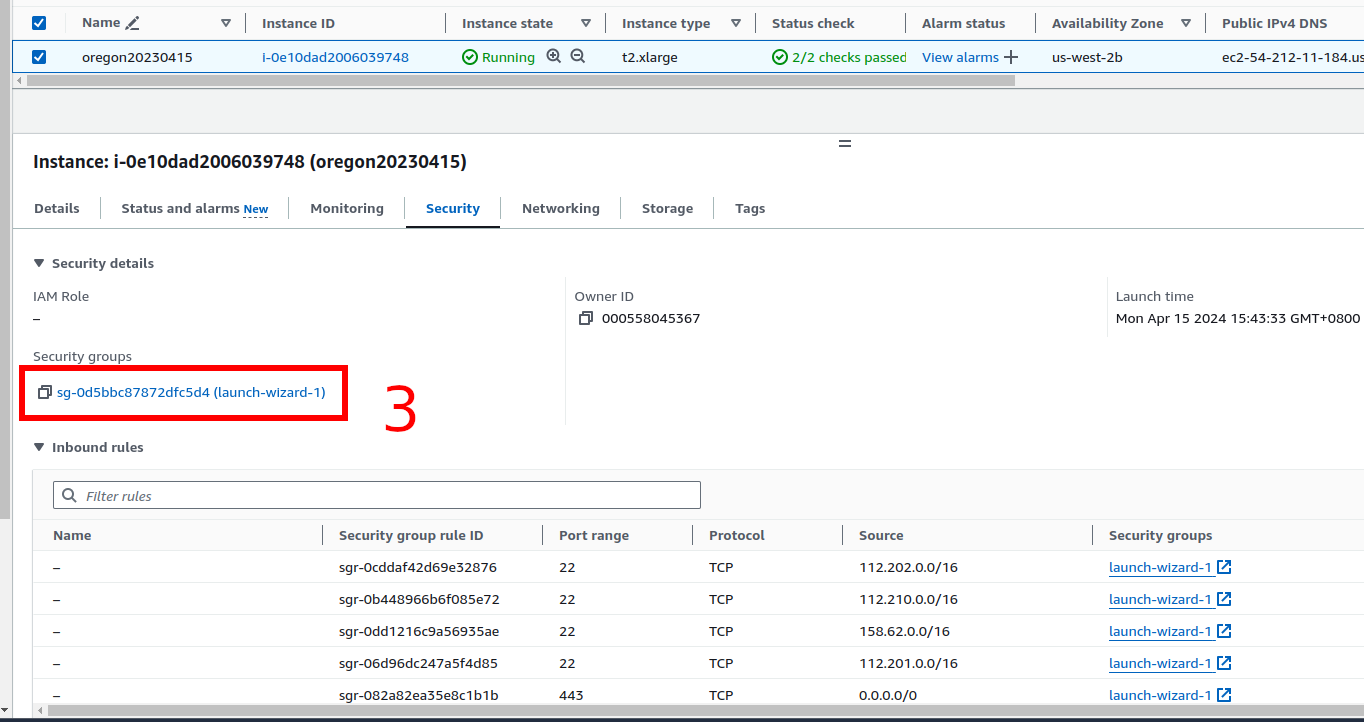 Name Instance ID Instance state Instance type Status check Alarm status Availability Zone Public IPv4 DNS
oregon20230415 i-0e10dad2006039748 Running t2.xlarge 2/2 checks passed View alarms us-west-2b ec2-54-212-11-184.us
Instance: i-0e10dad2006039748 (oregon20230415)
Details Status and alarms New Monitoring Security Networking Storage Tags
Security details
IAM Role Owner ID Launch time
– 000558045367 Mon Apr 15 2024 15:43:33 GMT+0800
Security groups
sg-0d5bbc87872dfc5d4 (launch-wizard-1) 3
Inbound rules
Filter rules
Name Security group rule ID Port range Protocol Source Security groups
– sgr-0cddaf42d69e32876 22 TCP 112.202.0.0/16 launch-wizard-1
– sgr-0b448966b6f085e72 22 TCP 112.210.0.0/16 launch-wizard-1
– sgr-0dd1216c9a56935ae 22 TCP 158.62.0.0/16 launch-wizard-1
– sgr-06d96dc247a5f4d85 22 TCP 112.201.0.0/16 launch-wizard-1
– sgr-082a82ea35e8c1b1b 443 TCP 0.0.0.0/0 launch-wizard-1